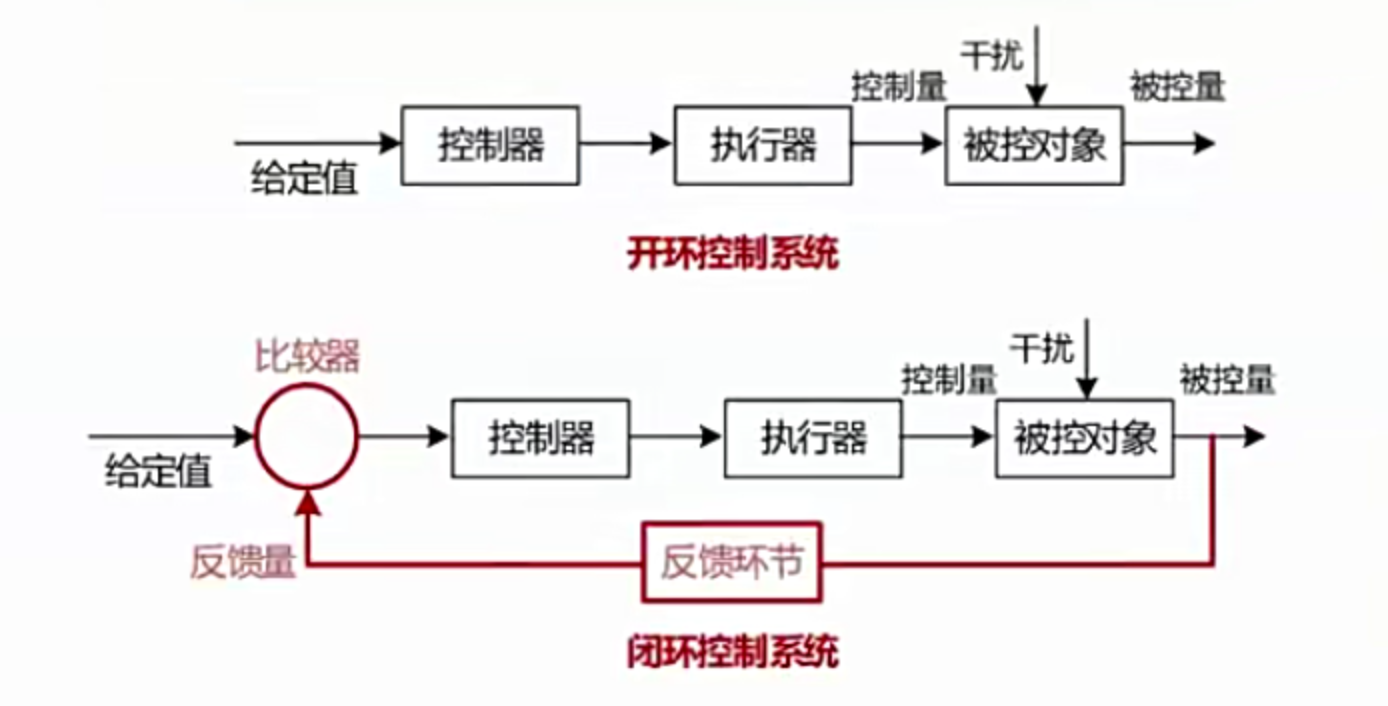 干扰
控制量
被控量
控制器
执行器
被控对象
给定值
开环控制系统
比较器
干扰
控制量
被控量
控制器
执行器
被控对象
给定值
反馈量
反馈环节
闭环控制系统